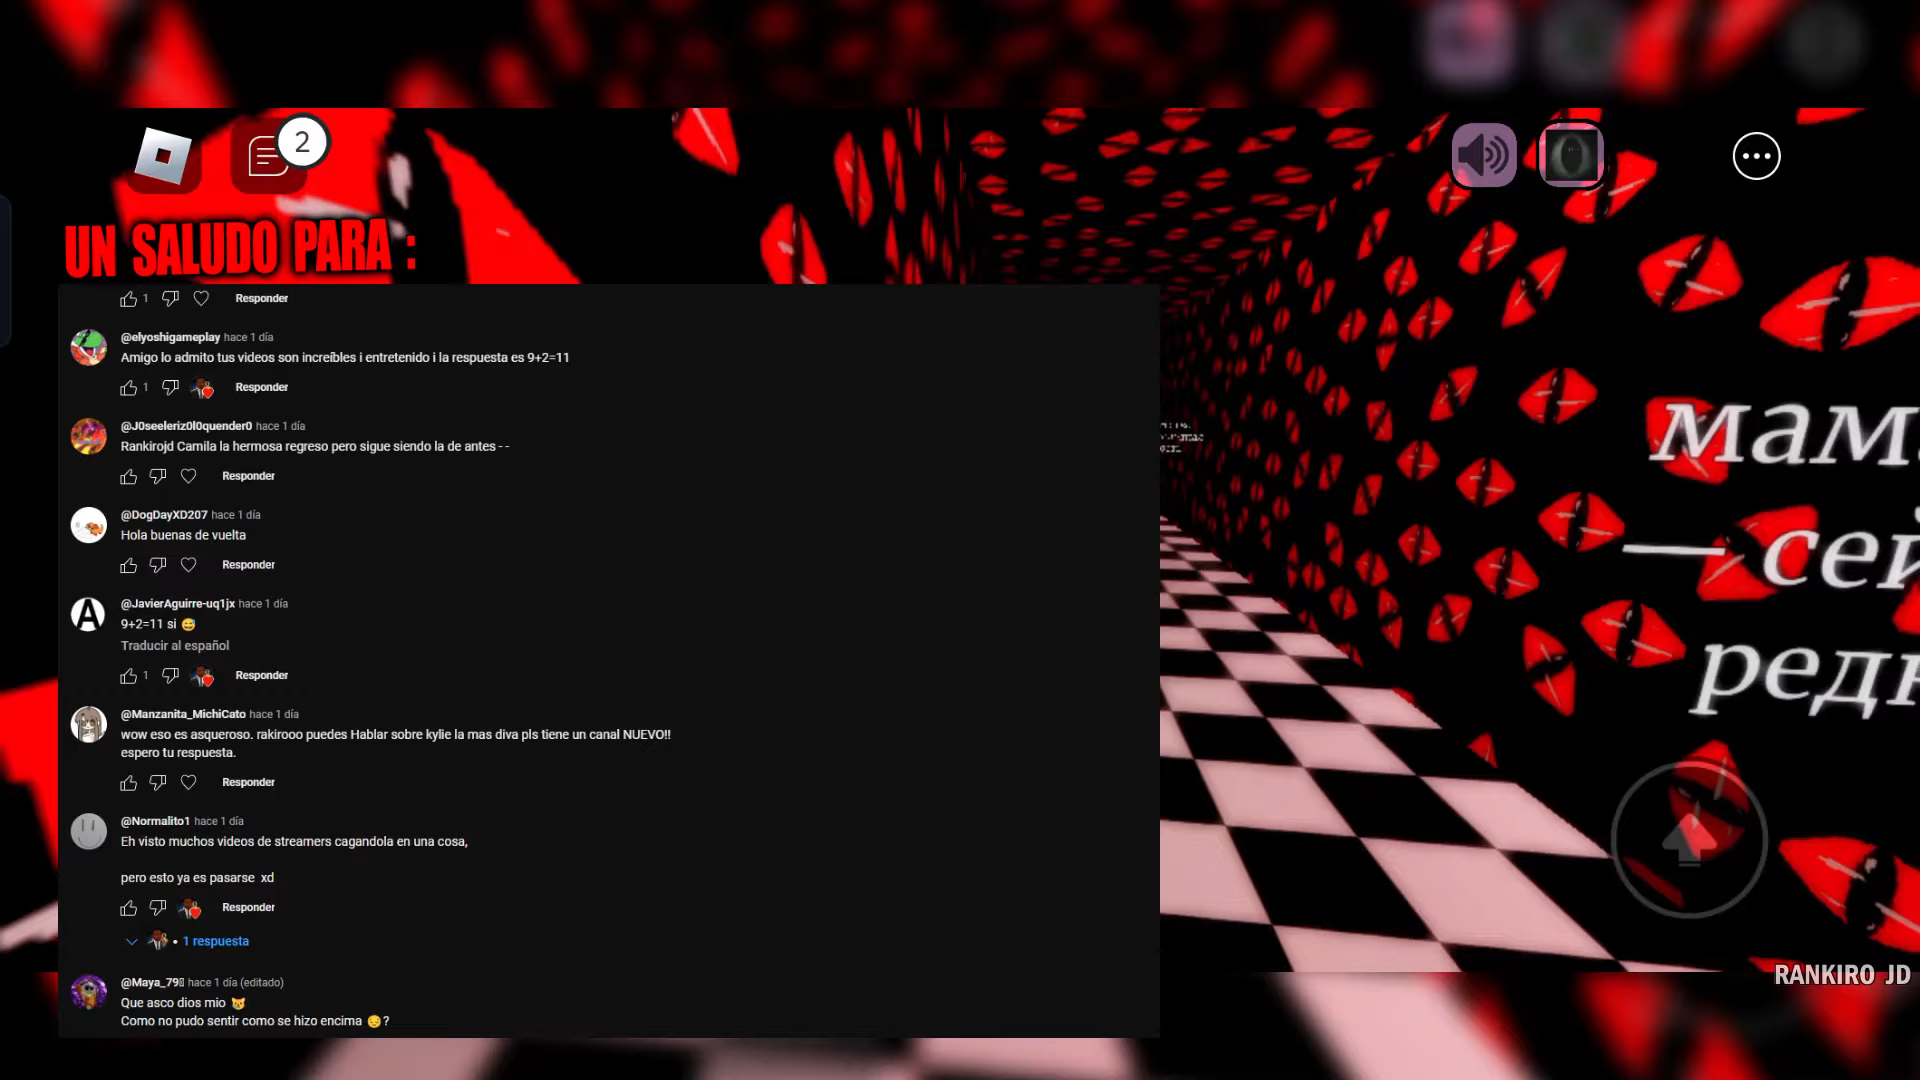 2
UN SALUDO PARA :
1 Responder
@elyoshigameplay hace 1 día
Amigo lo admito tus videos son increíbles i entretenido i la respuesta es 9+2=11
1 Responder
@J0seeleriz0l0quender0 hace 1 día
Rankirojd Camila la hermosa regreso pero sigue siendo la de antes - -
Responder
@DogDayXD207 hace 1 día
Hola buenas de vuelta
Responder
@JavierAguirre-uq1jx hace 1 día
A
9+2=11 si 😅
Traducir al español
1 Responder
@Manzanita_MichiCato hace 1 día
wow eso es asqueroso. rakirooo puedes Hablar sobre kylie la mas diva pls tiene un canal NUEVO!!
espero tu respuesta.
Responder
@Normalito1 hace 1 día
Eh visto muchos videos de streamers cagandola en una cosa,
pero esto ya es pasarse xd
Responder
• 1 respuesta
@Maya_79 hace 1 día (editado)
Que asco dios mio 😿
Como no pudo sentir como se hizo encima 😔?
мам
— сей
редн
RANKIRO JD